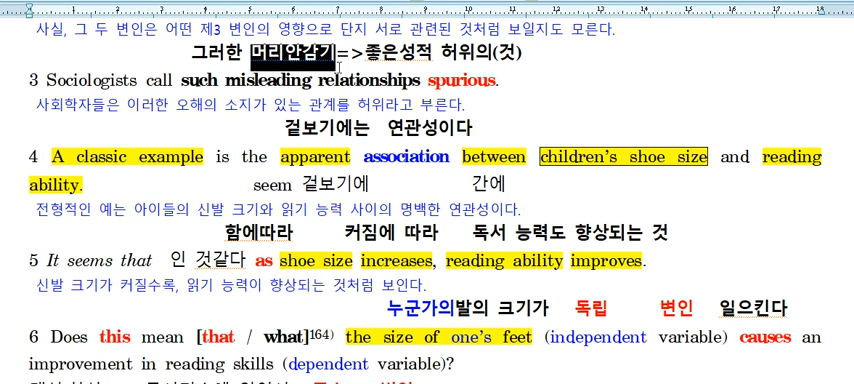 사실, 그 두 변인은 어떤 제3 변인의 영향으로 단지 서로 관련된 것처럼 보일지도 모른다.
그러한 머리안감기=>좋은성적 허위의(것)
3 Sociologists call such misleading relationships spurious.
사회학자들은 이러한 오해의 소지가 있는 관계를 허위라고 부른다.
겉보기에는 연관성이다
4 A classic example is the apparent association between children's shoe size and reading
ability. seem 겉보기에 간에
전형적인 예는 아이들의 신발 크기와 읽기 능력 사이의 명백한 연관성이다.
함에따라 커짐에 따라 독서 능력도 향상되는 것
5 It seems that 인 것같다 as shoe size increases, reading ability improves.
신발 크기가 커질수록, 읽기 능력이 향상되는 것처럼 보인다.
누군가의발의 크기가 독립 변인 일으킨다
6 Does this mean [that / what]164) the size of one's feet (independent variable) causes an
improvement in reading skills (dependent variable)?